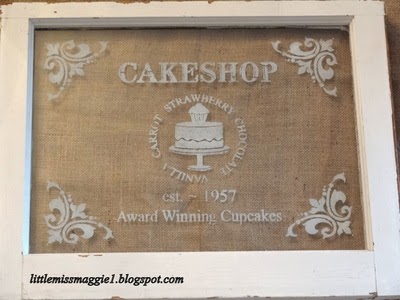 CAKESHOP
VANILLA CARROT STRAWBERRY CHOCOLATE
est. ~ 1957
Award Winning Cupcakes
littlemissmaggie1.blogspot.com